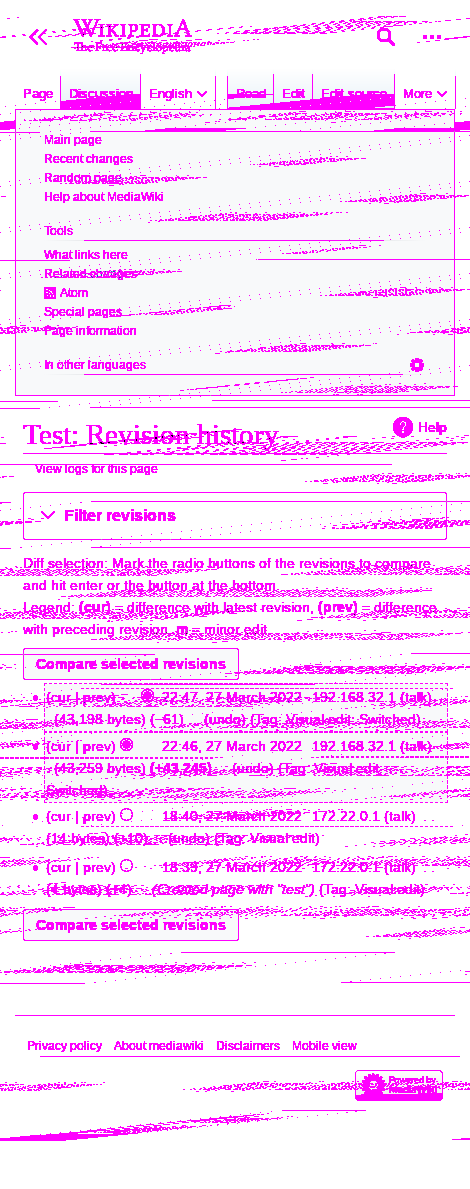 WIKIPEDIA
The Free Encyclopedia
Page Discussion English Read Edit Edit source More
Main page
Recent changes
Random page
Help about MediaWiki
Tools
What links here
Related changes
Atom
Special pages
Page information
In other languages
Test: Revision history
Help
View logs for this page
Filter revisions
Diff selection: Mark the radio buttons of the revisions to compare
and hit enter or the button at the bottom.
Legend: (cur) = difference with latest revision, (prev) = difference
with preceding revision, m = minor edit.
Compare selected revisions
(cur | prev) 22:47, 27 March 2022 192.168.32.1 (talk)
(43,198 bytes) (−61) . . (undo) (Tag: Visual edit: Switched)
(cur | prev) 22:46, 27 March 2022 192.168.32.1 (talk)
(43,259 bytes) (+43,245) . . (undo) (Tag: Visual edit:
Switched)
(cur | prev) 18:40, 27 March 2022 172.22.0.1 (talk)
(14 bytes) (+10) . . (undo) (Tag: Visual edit)
(cur | prev) 18:39, 27 March 2022 172.22.0.1 (talk)
(4 bytes) (+4) . . (Created page with "test") (Tag: Visual edit)
Compare selected revisions
Privacy policy About mediawiki Disclaimers Mobile view
Powered by
MediaWiki